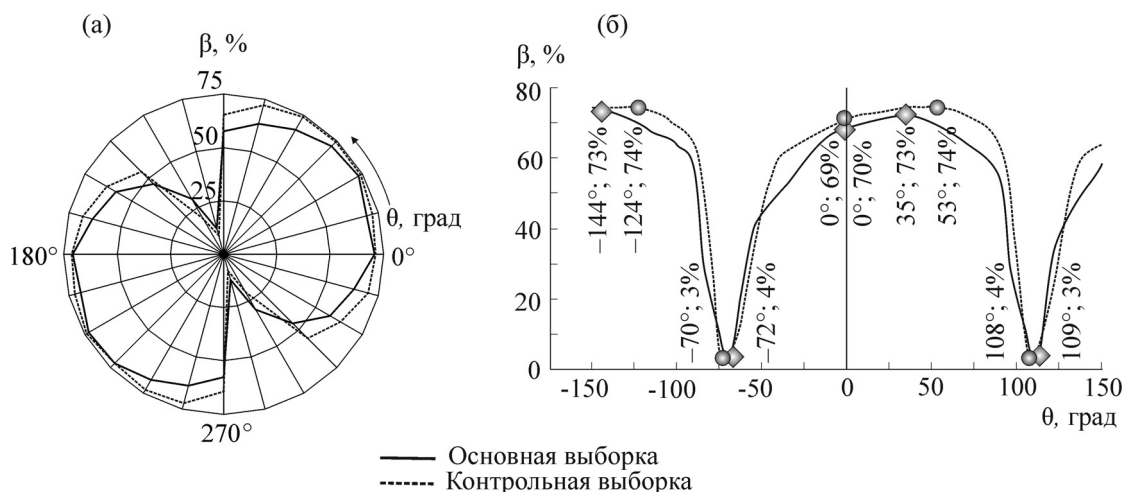 (а)
β, %
75
50
25
θ, град
180°
0°
270°
(б)
β, %
80
60
40
20
0
−144°; 73%
−124°; 74%
−70°; 3%
−72°; 4%
0°; 69%
0°; 70%
35°; 73%
53°; 74%
108°; 4%
109°; 3%
-150 -100 -50 0 50 100 150
θ, град
Основная выборка
Контрольная выборка